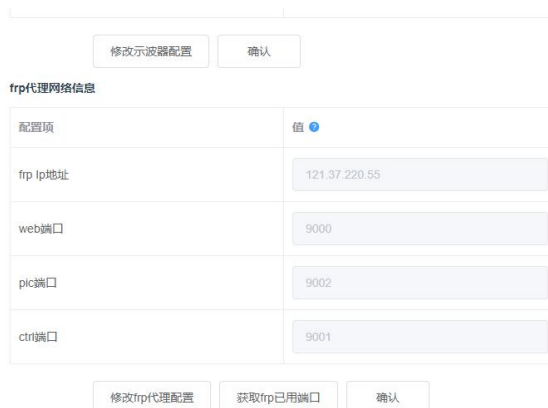 修改示波器配置 确认
frp代理网络信息
配置项 值 ?
frp Ip地址 121.37.220.55
web端口 9000
pic端口 9002
ctrl端口 9001
修改frp代理配置 获取frp已用端口 确认